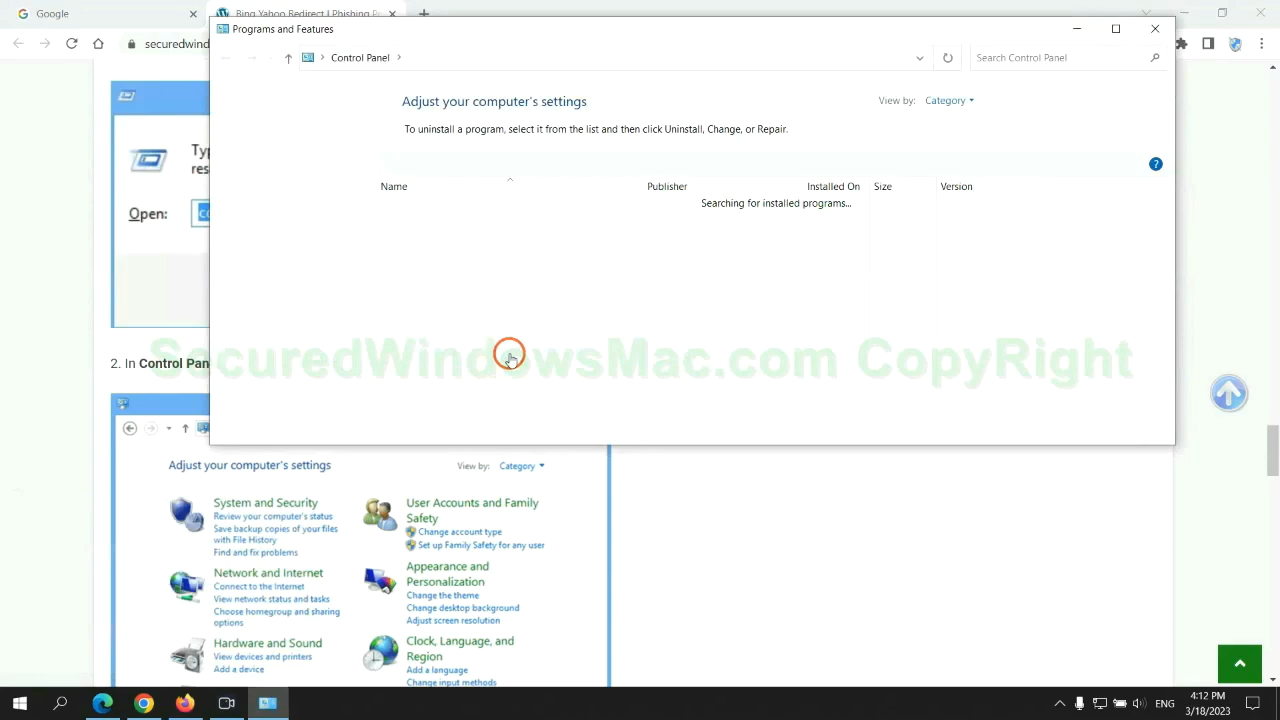 Google
Bing Yahoo Redirect | Phishing P
Programs and Features
securedwind
Control Panel
Search Control Panel
Adjust your computer's settings
View by: Category
To uninstall a program, select it from the list and then click Uninstall, Change, or Repair.
?
Name Publisher Installed On Size Version
Searching for installed programs...
Open:
SecuredWindowsMac.com CopyRight
2. In Control Pan
Adjust your computer's settings
View by: Category
System and Security
Review your computer's status
Save backup copies of your files
with File History
Find and fix problems
Network and Internet
Connect to the Internet
View network status and tasks
Choose homegroup and sharing
options
Hardware and Sound
View devices and printers
Add a device
User Accounts and Family
Safety
Change account type
Set up Family Safety for any user
Appearance and
Personalization
Change the theme
Change desktop background
Adjust screen resolution
Clock, Language, and
Region
Add a language
Change input methods
ENG
4:12 PM
3/18/2023